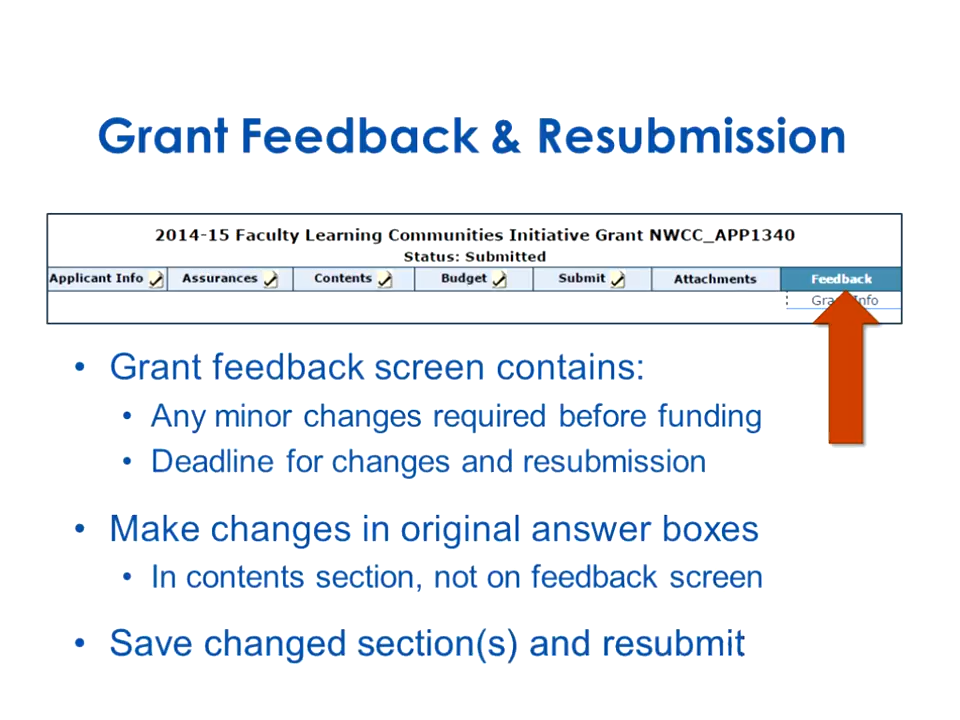 Grant Feedback & Resubmission
2014-15 Faculty Learning Communities Initiative Grant NWCC_APP1340
Status: Submitted
Applicant Info Assurances Contents Budget Submit Attachments Feedback
Info
• Grant feedback screen contains:
• Any minor changes required before funding
• Deadline for changes and resubmission
• Make changes in original answer boxes
• In contents section, not on feedback screen
• Save changed section(s) and resubmit